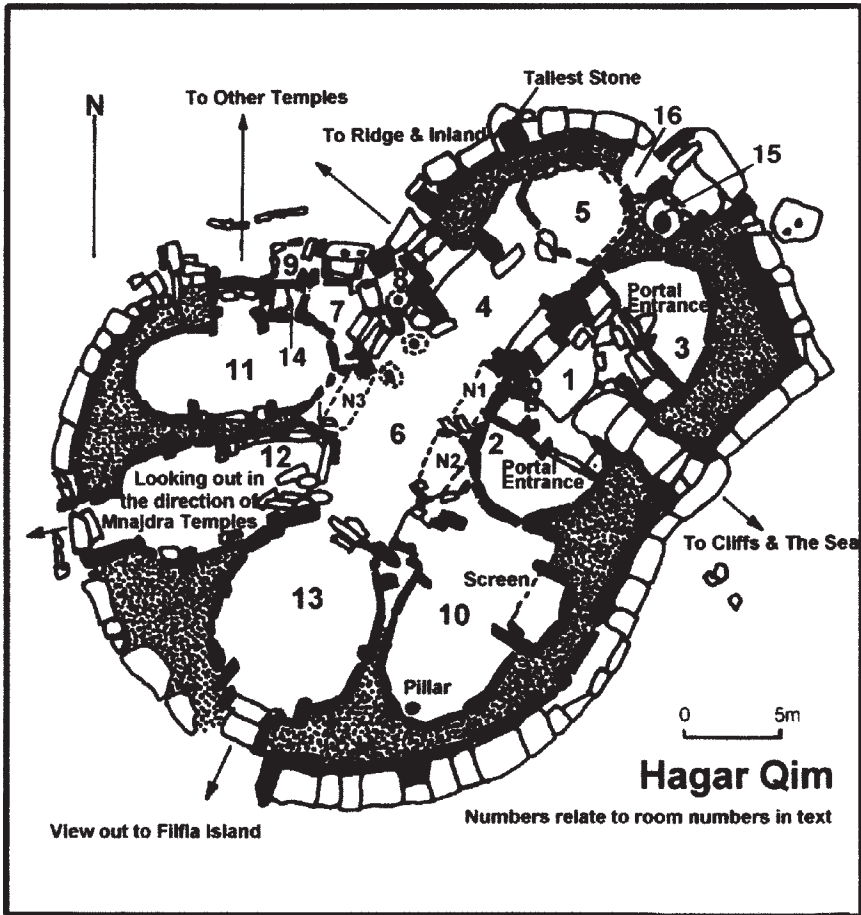 Tallest Stone
N
To Other Temples
16
To Ridge & Inland
15
5
9
8
Portal
Entrance
7
4
3
14
11
1
N3
N1
6
12
N2
2
Looking out in
the direction of
Mnajdra Temples
Portal
Entrance
To Cliffs & The Sea
Screen
13
10
Pillar
0 5m
Hagar Qim
Numbers relate to room numbers in text
View out to Filfla Island